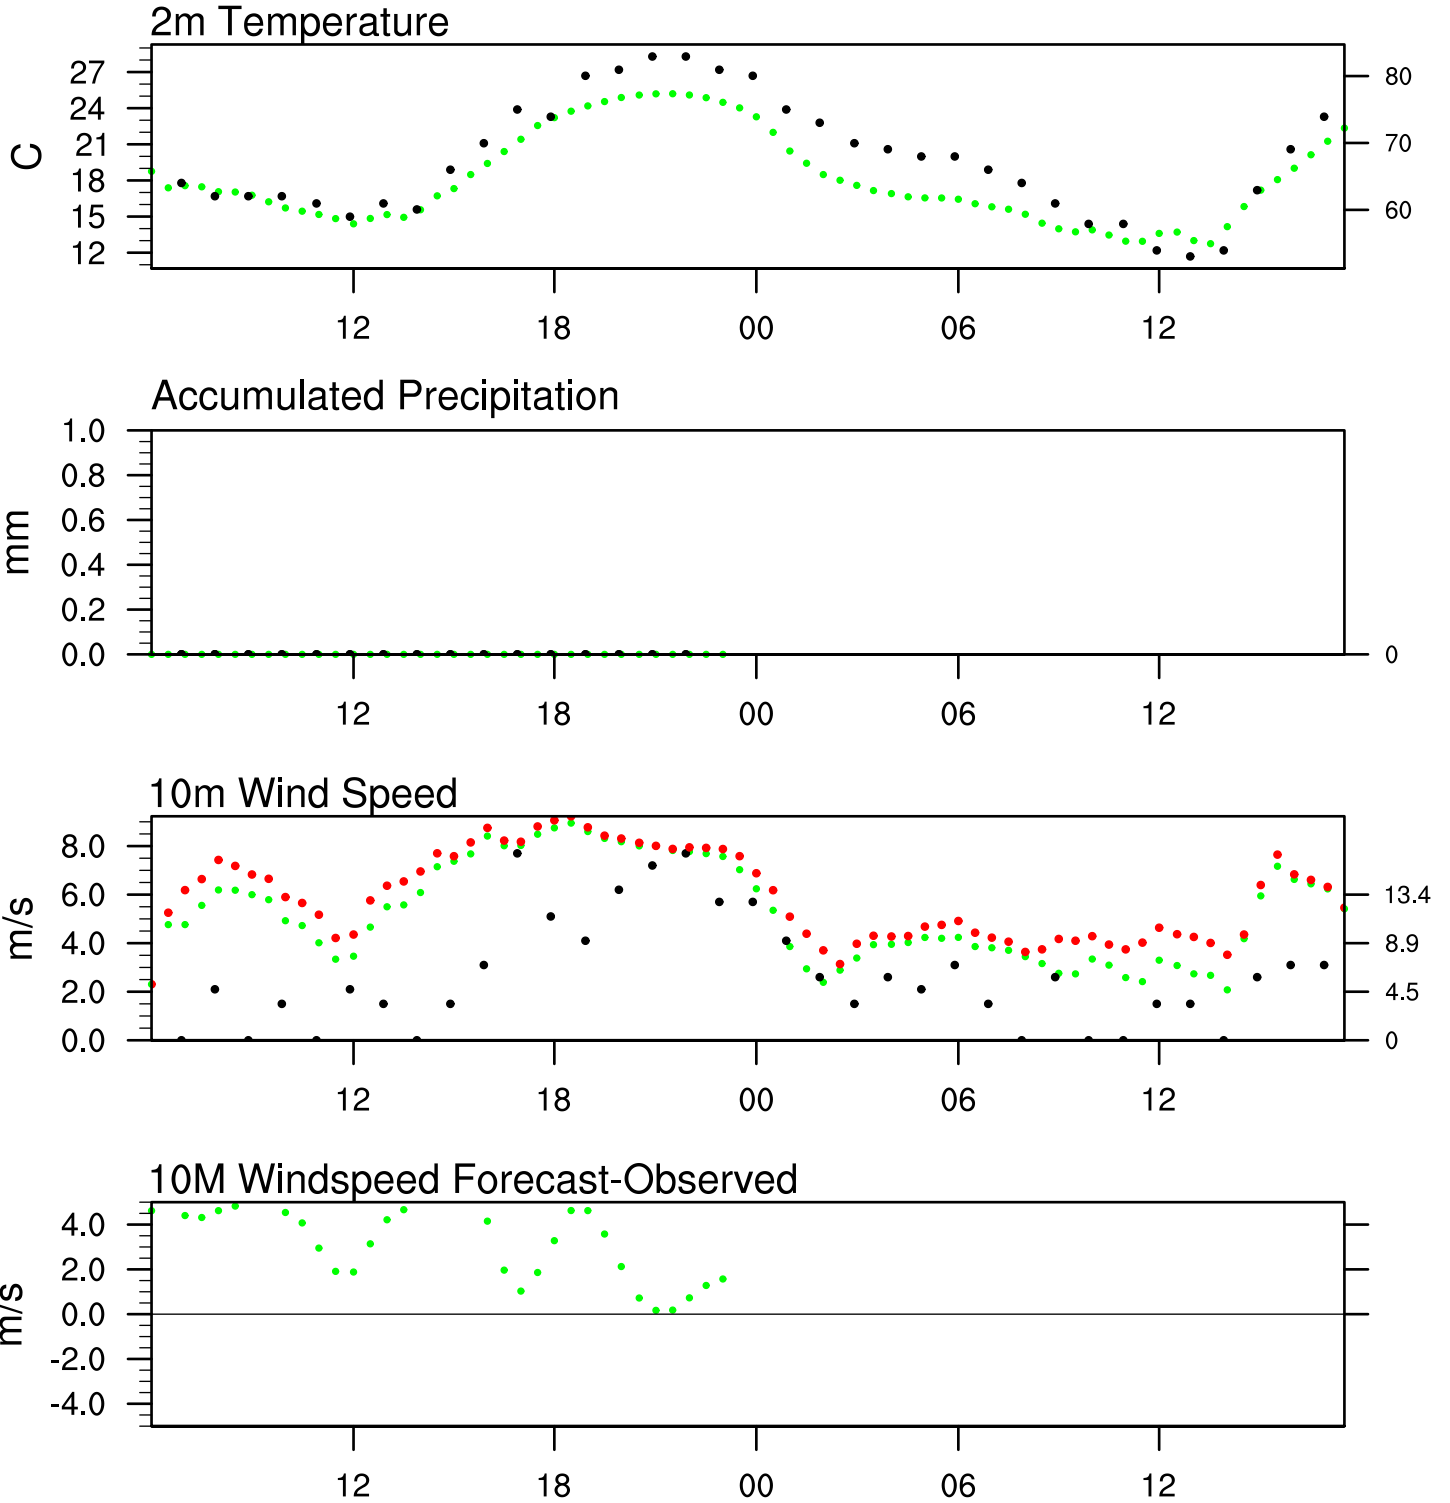 2m Temperature
27
24
21
18
15
12
C
80
70
60
12 18 00 06 12
Accumulated Precipitation
1.0
0.8
0.6
0.4
0.2
0.0
mm
0
12 18 00 06 12
10m Wind Speed
8.0
6.0
4.0
2.0
0.0
m/s
13.4
8.9
4.5
0
12 18 00 06 12
10M Windspeed Forecast-Observed
4.0
2.0
0.0
-2.0
-4.0
m/s
12 18 00 06 12